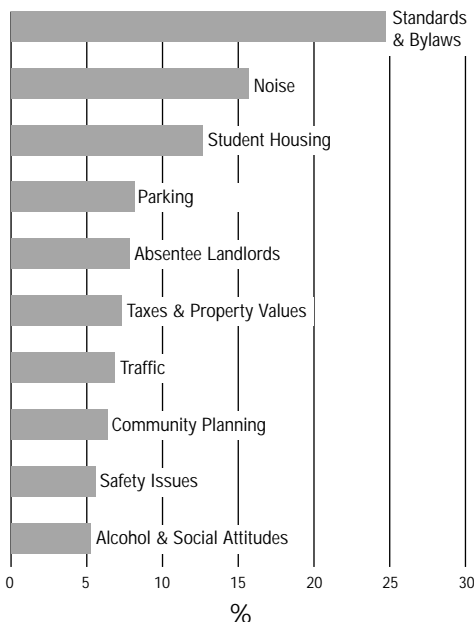 Standards
& Bylaws
Noise
Student Housing
Parking
Absentee Landlords
Taxes & Property Values
Traffic
Community Planning
Safety Issues
Alcohol & Social Attitudes
0 5 10 15 20 25 30
%